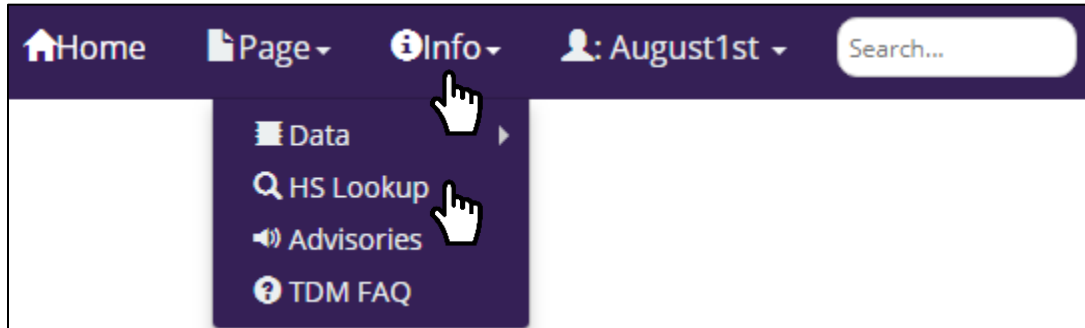 Home Page Info : August1st Search...
Data
HS Lookup
Advisories
TDM FAQ